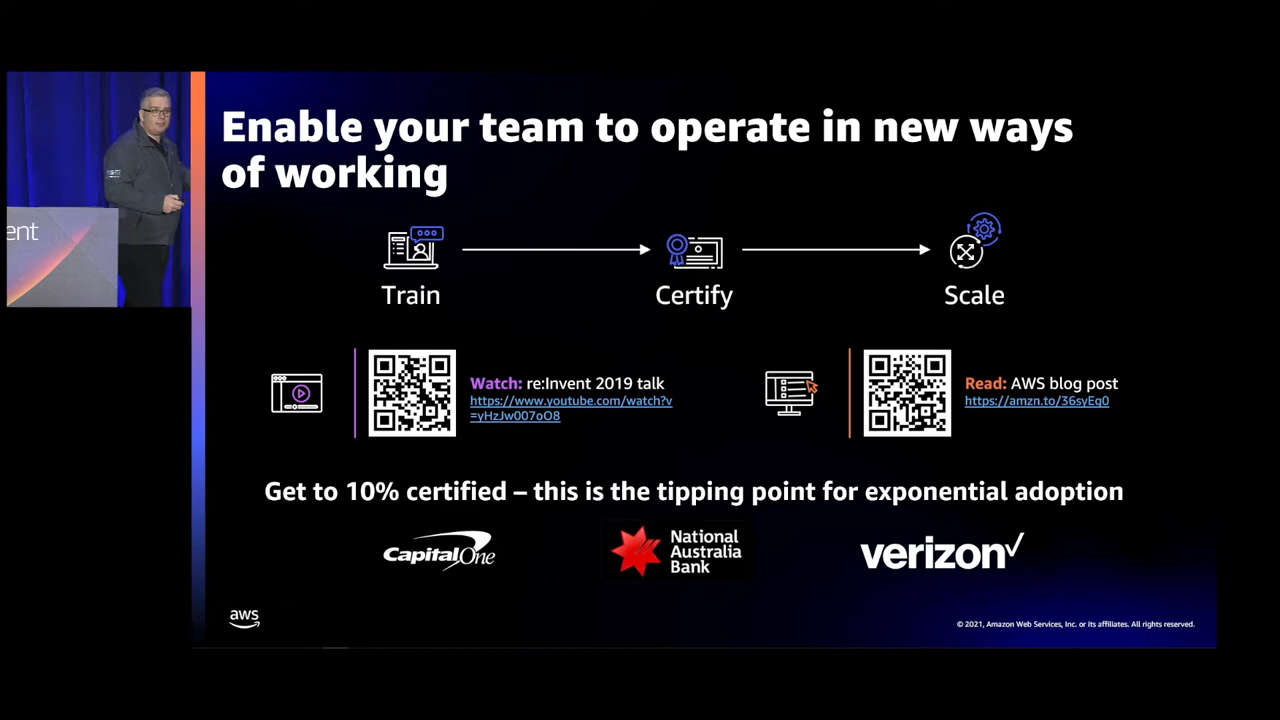 Enable your team to operate in new ways
of working
ent
Train
Certify
Scale
Watch: re:Invent 2019 talk
https://www.youtube.com/watch?v
=yHzJw007oO8
Read: AWS blog post
https://amzn.to/36syEq0
Get to 10% certified – this is the tipping point for exponential adoption
Capital One
National
Australia
Bank
verizon✓
aws
© 2021, Amazon Web Services, Inc. or its affiliates. All rights reserved.